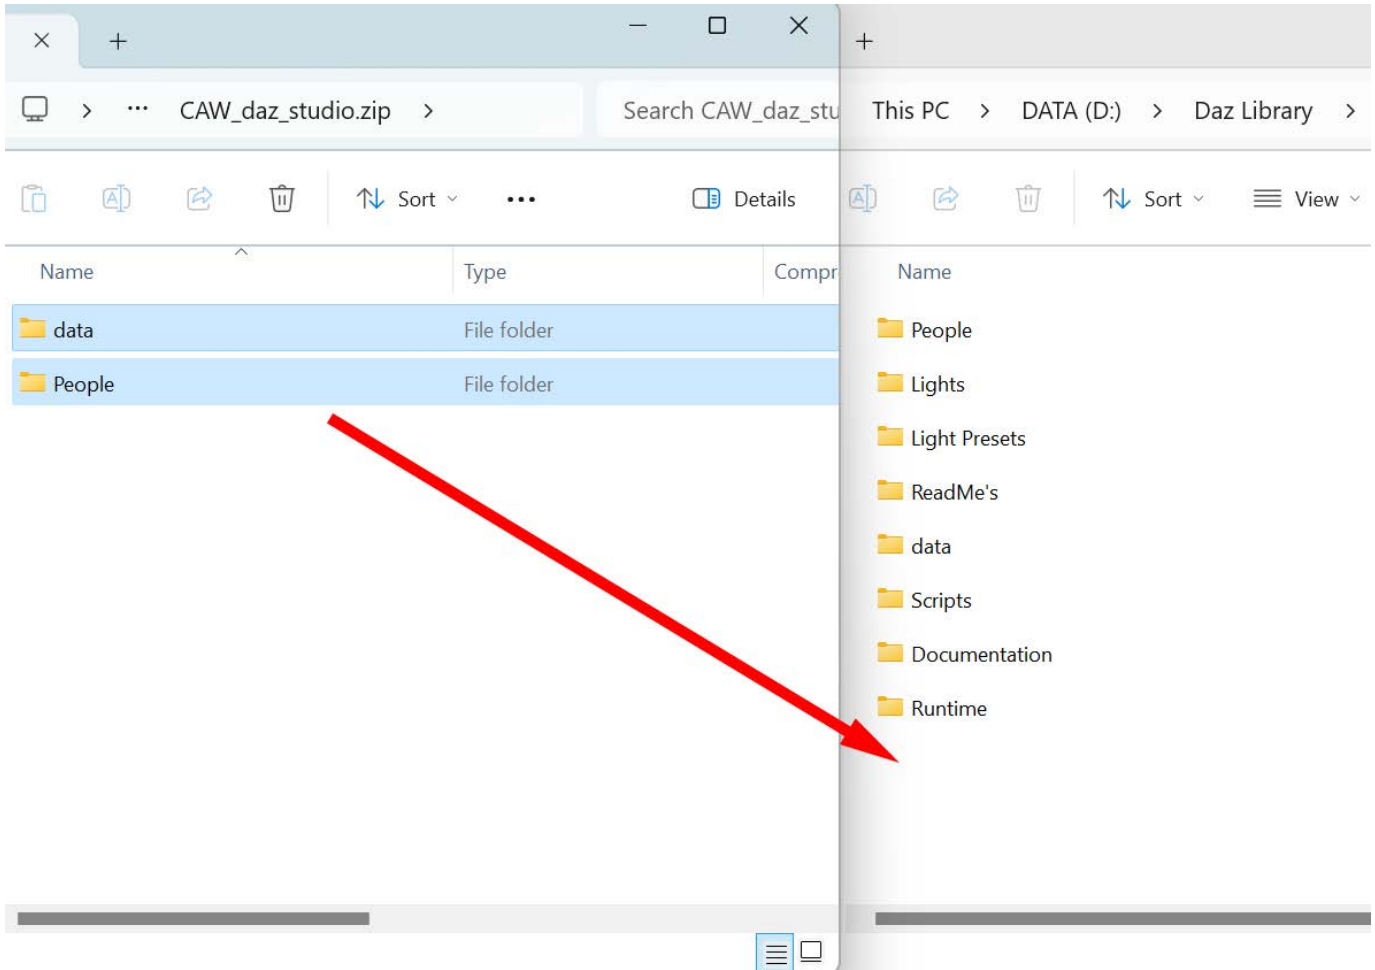 CAW_daz_studio.zip
Search CAW_daz_stu
Sort
Details
Name
Type
Compr
data
File folder
People
File folder
This PC
DATA (D:)
Daz Library
Sort
View
Name
People
Lights
Light Presets
ReadMe's
data
Scripts
Documentation
Runtime